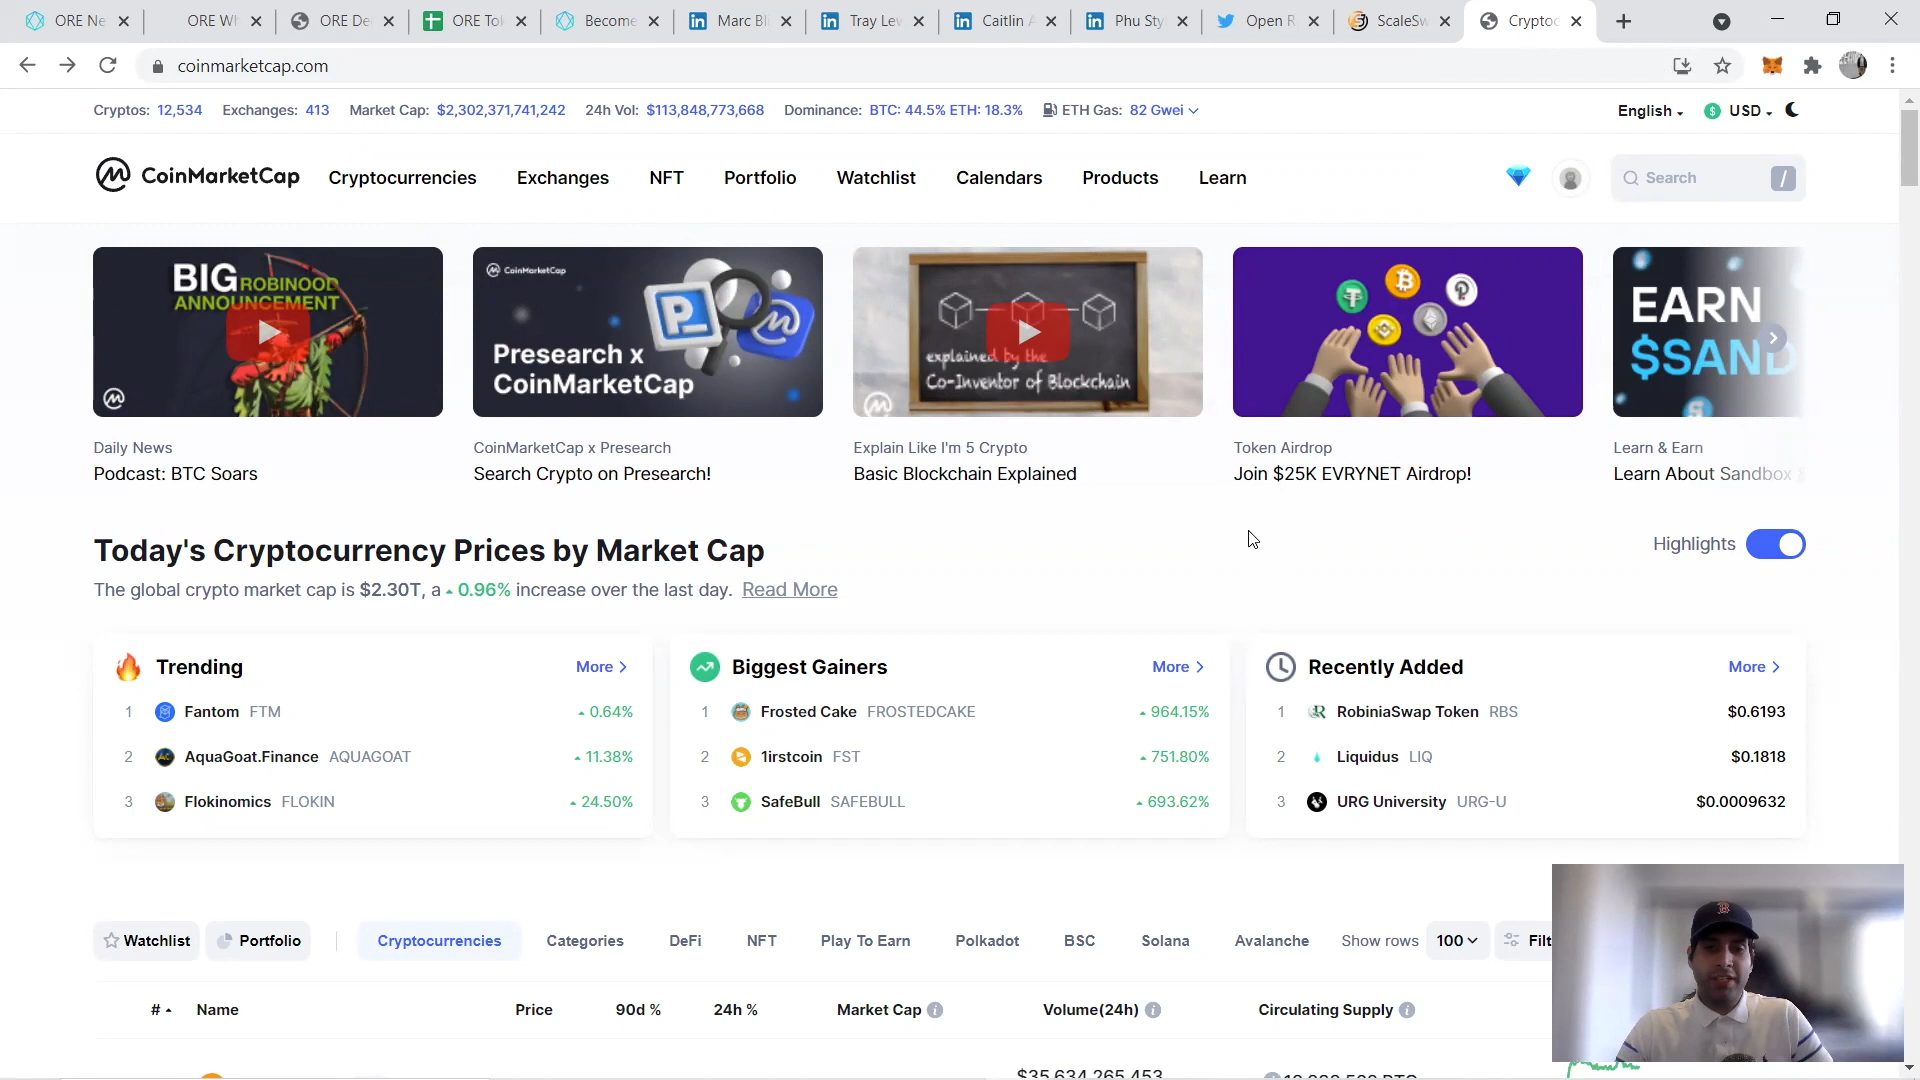 ORE Ne
ORE Wh
ORE De
ORE Tok
Become
Marc Bl
Tray Lew
Caitlin
Phu Sty
Open R
ScaleSw
Cryptoc
coinmarketcap.com
Cryptos: 12,534 Exchanges: 413 Market Cap: $2,302,371,741,242 24h Vol: $113,848,773,668 Dominance: BTC: 44.5% ETH: 18.3% ETH Gas: 82 Gwei
English
USD
CoinMarketCap
Cryptocurrencies Exchanges NFT Portfolio Watchlist Calendars Products Learn
Search /
BIG ROBINOOD
ANNOUNCEMENT
CoinMarketCap
Presearch x
CoinMarketCap
explained by the
Co-Inventor of Blockchain
EARN
$SAND
Daily News
Podcast: BTC Soars
CoinMarketCap x Presearch
Search Crypto on Presearch!
Explain Like I'm 5 Crypto
Basic Blockchain Explained
Token Airdrop
Join $25K EVRYNET Airdrop!
Learn & Earn
Learn About Sandbox
Today's Cryptocurrency Prices by Market Cap
Highlights
The global crypto market cap is $2.30T, a 0.96% increase over the last day. Read More
Trending More >
1 Fantom FTM 0.64%
2 AquaGoat.Finance AQUAGOAT 11.38%
3 Flokinomics FLOKIN 24.50%
Biggest Gainers More >
1 Frosted Cake FROSTEDCAKE 964.15%
2 1irstcoin FST 751.80%
3 SafeBull SAFEBULL 693.62%
Recently Added More >
1 RobiniaSwap Token RBS $0.6193
2 Liquidus LIQ $0.1818
3 URG University URG-U $0.0009632
Watchlist Portfolio Cryptocurrencies Categories DeFi NFT Play To Earn Polkadot BSC Solana Avalanche Show rows 100 Filt
# Name Price 90d % 24h % Market Cap Volume(24h) Circulating Supply
$35,634,265,453